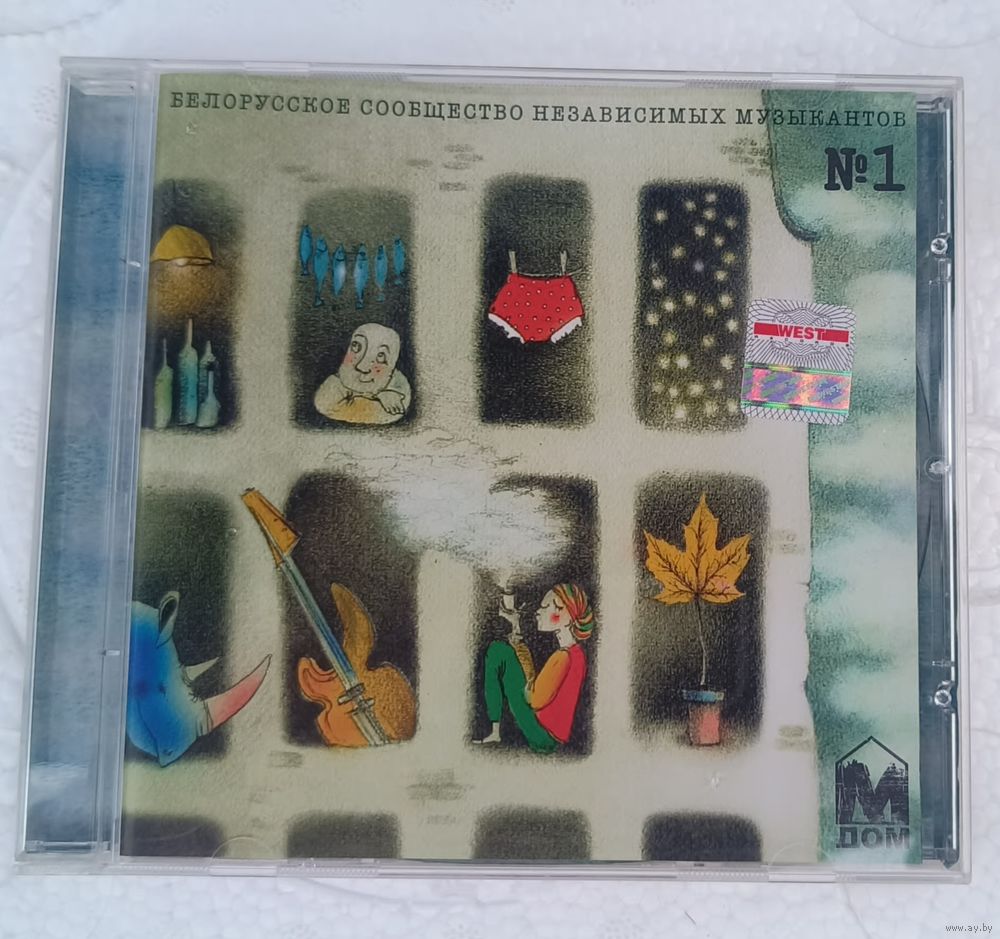 БЕЛОРУССКОЕ СООБЩЕСТВО НЕЗАВИСИМЫХ МУЗЫКАНТОВ
№1
WEST
М
ДОМ
www.ay.by